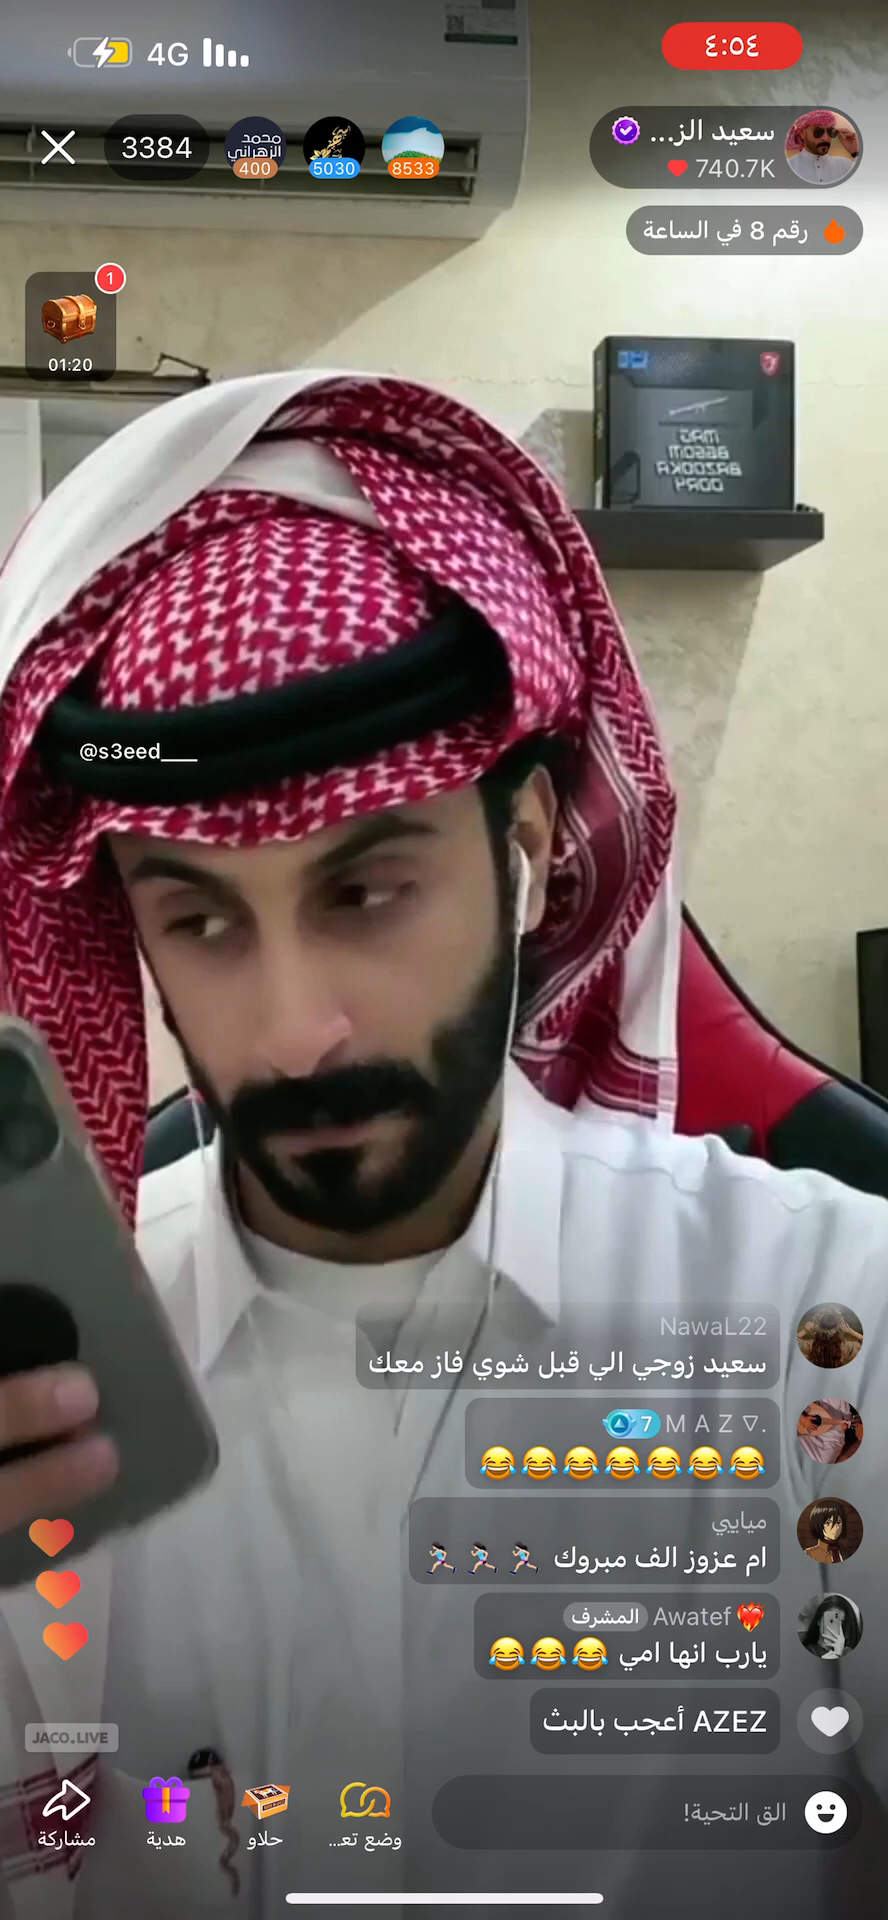 ٤:٥٤
4G
سعيد الز...
740.7K
3384
محمد الزهراني
400
5030
8533
رقم 8 في الساعة
1
01:20
@s3eed___
NawaL22
سعيد زوجي الي قبل شوي فاز معك
M A Z ▽.
7
😂😂😂😂😂😂😂
ميايبي
ام عزوز الف مبروك 🏃🏻‍♀️🏃🏻‍♀️🏃🏻‍♀️
Awatef❤️‍🔥 المشرف
يارب انها امي 😂😂😂
AZEZ أعجب بالبث
JACO.LIVE
الق التحية!
وضع تعـ...
حلاو
هدية
مشاركة